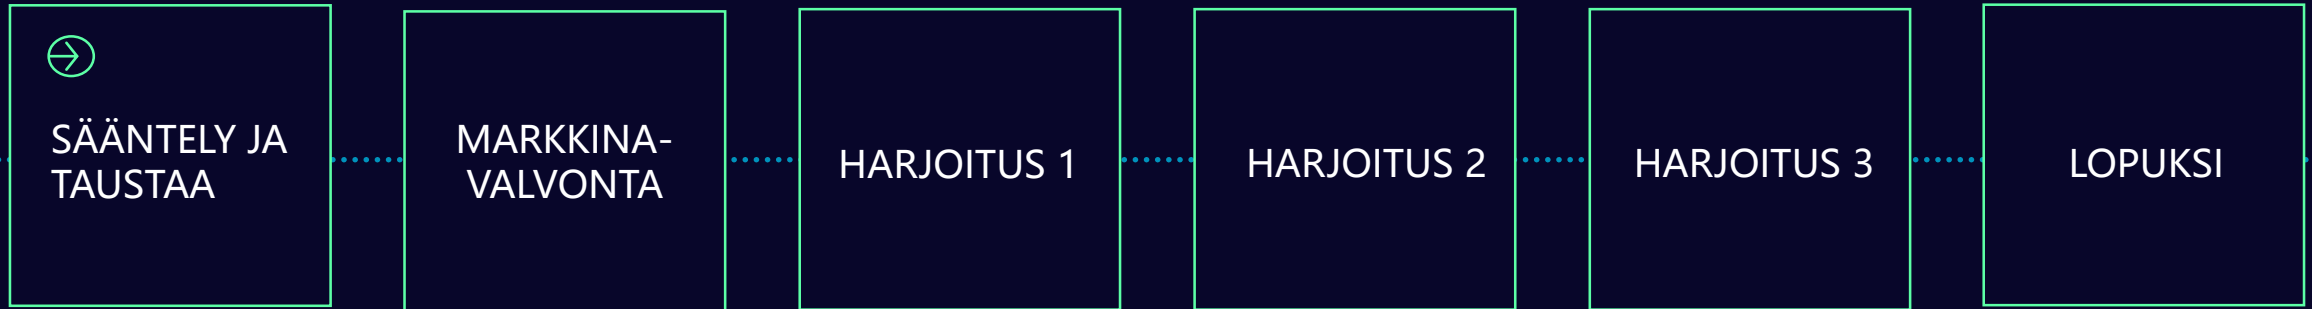 SÄÄNTELY JA
TAUSTAA
MARKKINA-
VALVONTA
HARJOITUS 1
HARJOITUS 2
HARJOITUS 3
LOPUKSI